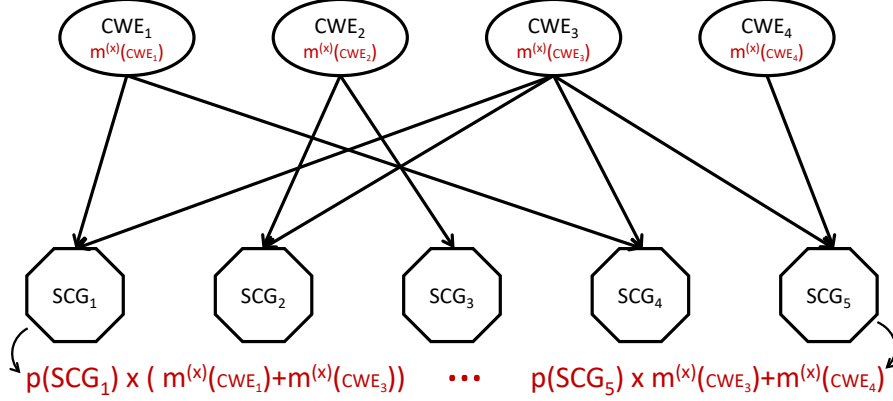 CWE₁ CWE₂ CWE₃ CWE₄
m⁽ˣ⁾(CWE₁) m⁽ˣ⁾(CWE₂) m⁽ˣ⁾(CWE₃) m⁽ˣ⁾(CWE₄)
SCG₁ SCG₂ SCG₃ SCG₄ SCG₅
p(SCG₁) x ( m⁽ˣ⁾(CWE₁)+m⁽ˣ⁾(CWE₃)) ••• p(SCG₅) x m⁽ˣ⁾(CWE₃)+m⁽ˣ⁾(CWE₄)